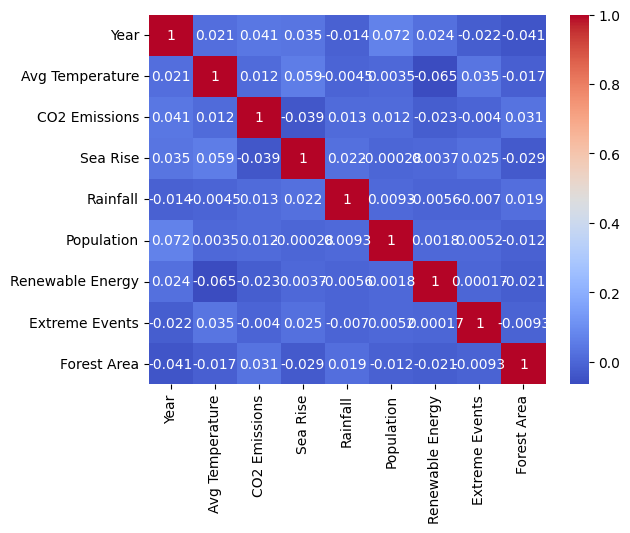 Year 1 0.021 0.041 0.035 -0.014 0.072 0.024 -0.022 -0.041
Avg Temperature 0.021 1 0.012 0.059 -0.0045 0.0035 -0.065 0.035 -0.017
CO2 Emissions 0.041 0.012 1 -0.039 0.013 0.012 -0.023 -0.004 0.031
Sea Rise 0.035 0.059 -0.039 1 0.022 -0.00028 0.0037 0.025 -0.029
Rainfall -0.014 -0.0045 0.013 0.022 1 0.0093 -0.0056 -0.007 0.019
Population 0.072 0.0035 0.012 -0.00028 0.0093 1 0.0018 0.0052 -0.012
Renewable Energy 0.024 -0.065 -0.023 0.0037 -0.0056 0.0018 1 0.00017 -0.021
Extreme Events -0.022 0.035 -0.004 0.025 -0.007 0.0052 0.00017 1 -0.0093
Forest Area -0.041 -0.017 0.031 -0.029 0.019 -0.012 -0.021 -0.0093 1
Year
Avg Temperature
CO2 Emissions
Sea Rise
Rainfall
Population
Renewable Energy
Extreme Events
Forest Area
1.0
0.8
0.6
0.4
0.2
0.0